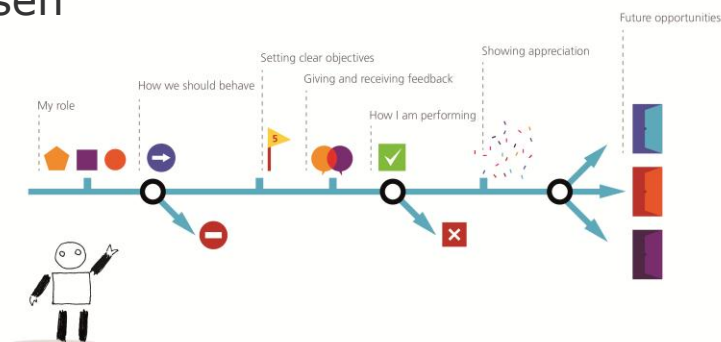 Future opportunities
Showing appreciation
Setting clear objectives
Giving and receiving feedback
How we should behave
My role
How I am performing
S